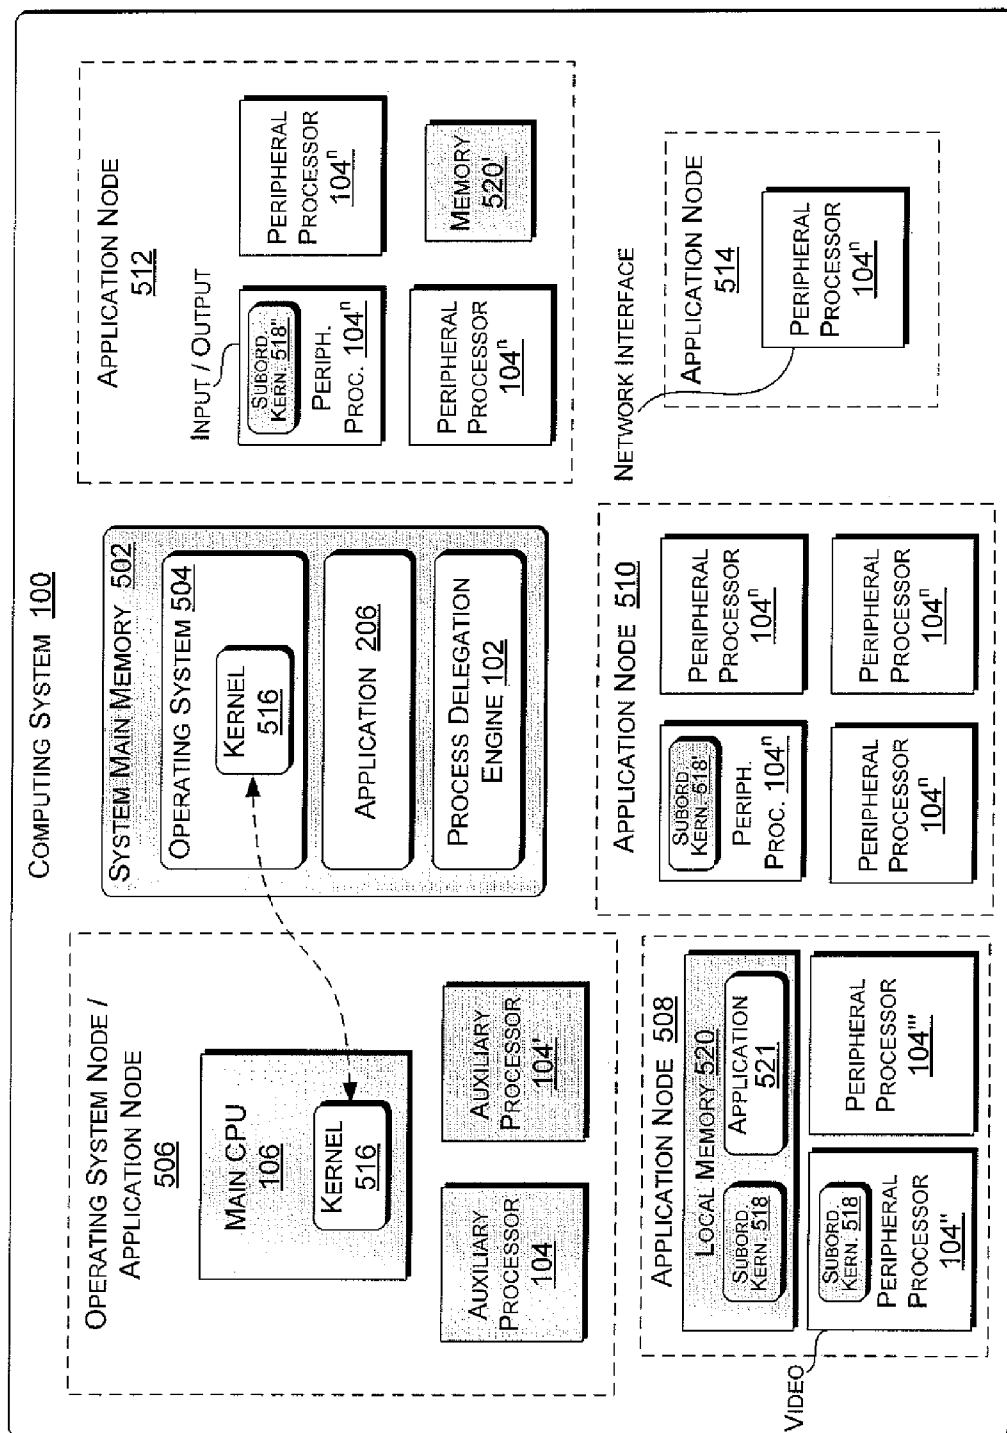 COMPUTING SYSTEM 100
OPERATING SYSTEM NODE /
APPLICATION NODE
506
MAIN CPU
106
KERNEL
516
AUXILIARY
PROCESSOR
104
AUXILIARY
PROCESSOR
104'
SYSTEM MAIN MEMORY 502
OPERATING SYSTEM 504
KERNEL
516
APPLICATION 206
PROCESS DELEGATION
ENGINE 102
APPLICATION NODE
512
INPUT / OUTPUT
SUBORD.
KERN. 518"
PERIPH.
PROC. 104ⁿ
PERIPHERAL
PROCESSOR
104ⁿ
PERIPHERAL
PROCESSOR
104ⁿ
MEMORY
520'
APPLICATION NODE 508
LOCAL MEMORY 520
SUBORD.
KERN. 518
APPLICATION
521
SUBORD.
KERN. 518
PERIPHERAL
PROCESSOR
104"
PERIPHERAL
PROCESSOR
104'''
VIDEO
APPLICATION NODE 510
SUBORD.
KERN. 518'
PERIPH.
PROC. 104ⁿ
PERIPHERAL
PROCESSOR
104ⁿ
PERIPHERAL
PROCESSOR
104ⁿ
PERIPHERAL
PROCESSOR
104ⁿ
NETWORK INTERFACE
APPLICATION NODE
514
PERIPHERAL
PROCESSOR
104ⁿ